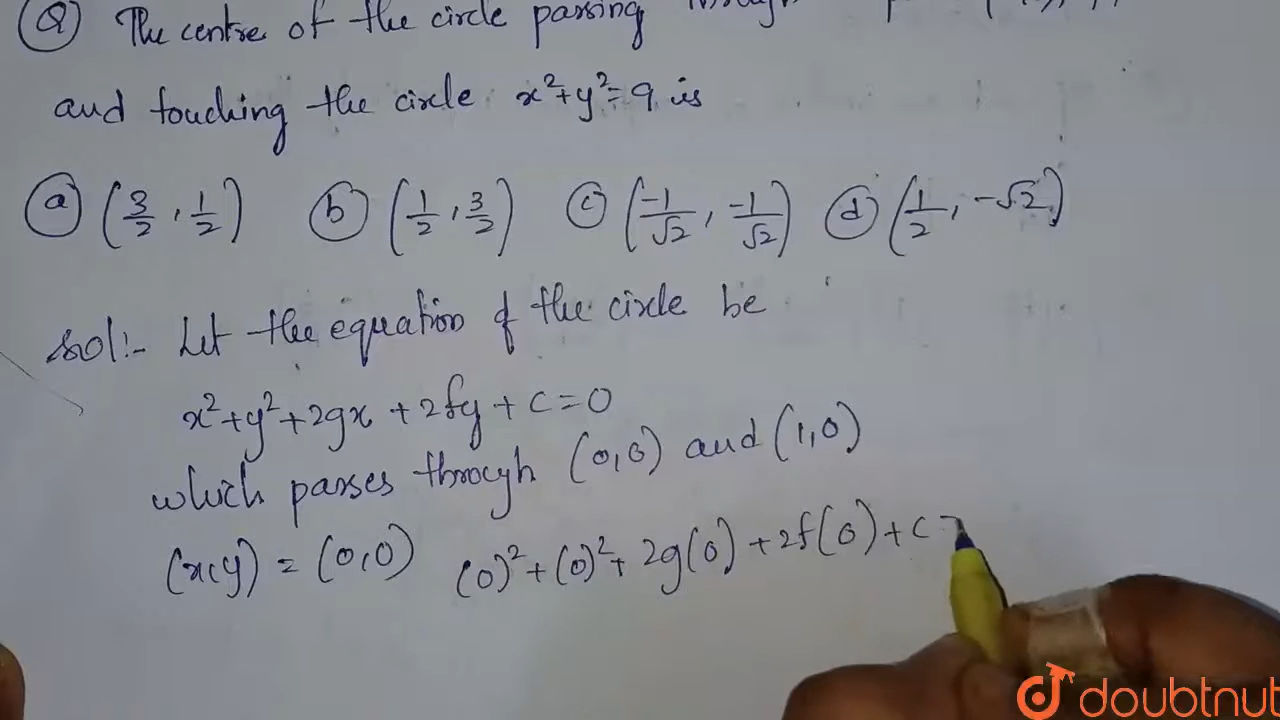 Q The centre of the circle passing through
and touching the circle x²+y²=9 is
a (3/2, 1/2) b (1/2, 3/2) c (-1/√2, -1/√2) d (1/2, -√2)
Sol:- Let the equation of the circle be
x²+y²+2gx+2fy+c=0
which passes through (0,0) and (1,0)
(x,y) = (0,0) (0)²+(0)²+2g(0)+2f(0)+c=
doubtnut